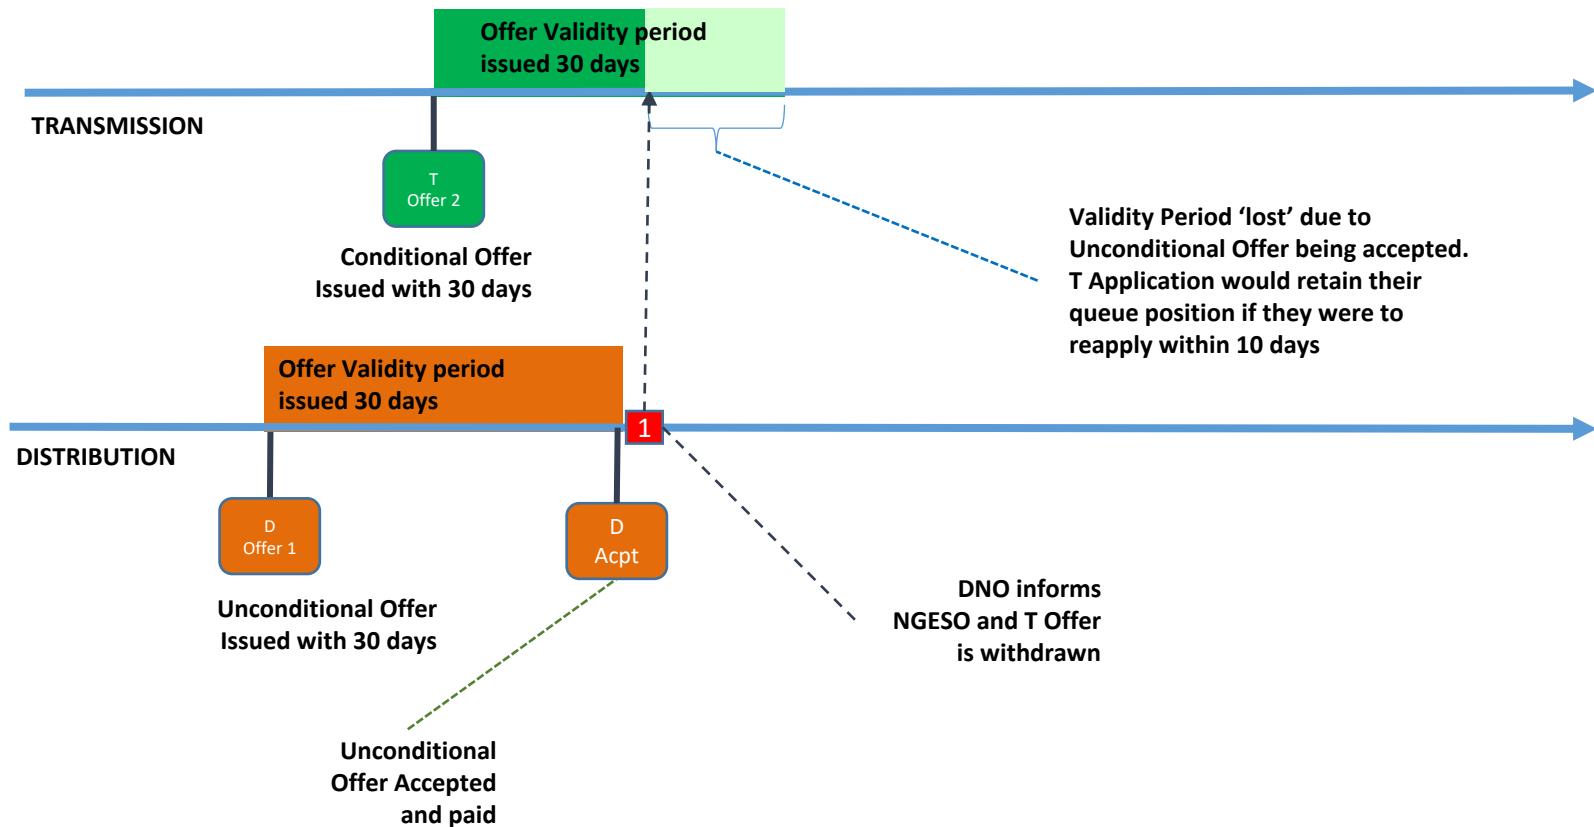 Offer Validity period
issued 30 days
TRANSMISSION
T
Offer 2
Conditional Offer
Issued with 30 days
Validity Period ‘lost’ due to
Unconditional Offer being accepted.
T Application would retain their
queue position if they were to
reapply within 10 days
Offer Validity period
issued 30 days
1
DISTRIBUTION
D
Offer 1
D
Acpt
Unconditional Offer
Issued with 30 days
DNO informs
NGESO and T Offer
is withdrawn
Unconditional
Offer Accepted
and paid